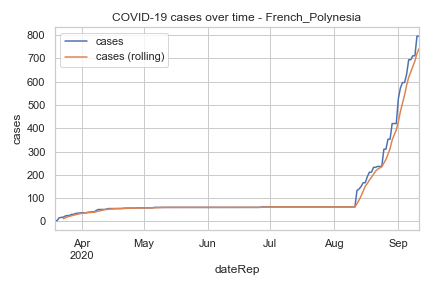 COVID-19 cases over time - French_Polynesia
cases
cases (rolling)
800
700
600
500
400
300
200
100
0
cases
Apr
2020
May
Jun
Jul
Aug
Sep
dateRep